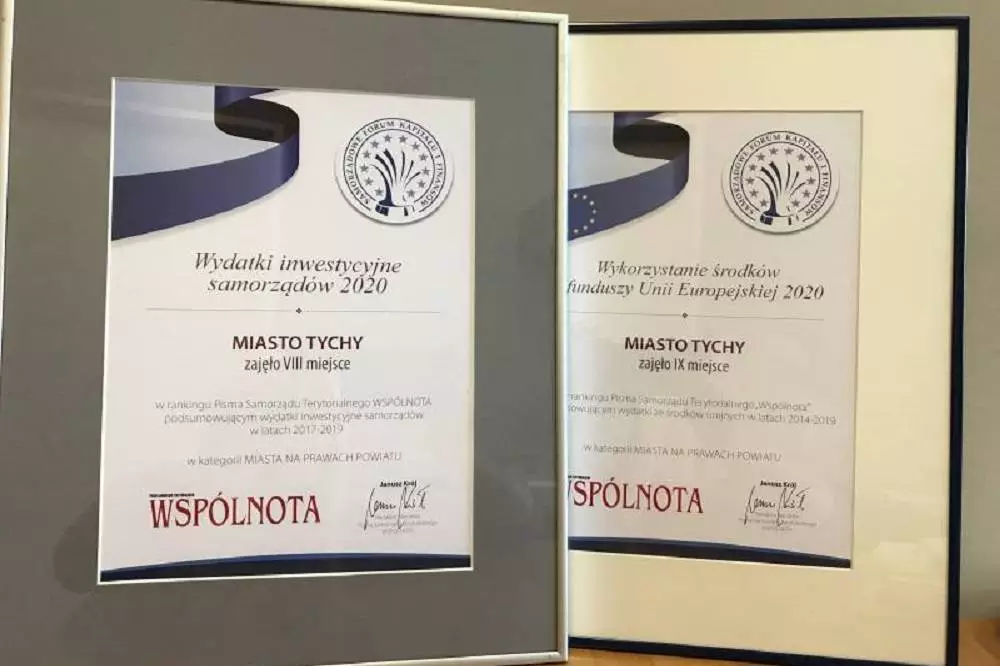 SAMORZĄDOWE FORUM KAPITAŁU I FINANSÓW
Wydatki inwestycyjne
samorządów 2020
MIASTO TYCHY
zajęło VIII miejsce
w rankingu Pisma Samorządu Terytorialnego WSPÓLNOTA
podsumowującym wydatki inwestycyjne samorządów
w latach 2017-2019
w kategorii MIASTA NA PRAWACH POWIATU
WSPÓLNOTA
Janusz Król
SAMORZĄDOWE FORUM KAPITAŁU I FINANSÓW
Wykorzystanie środków
funduszy Unii Europejskiej 2020
MIASTO TYCHY
zajęło IX miejsce
rankingu Pisma Samorządu Terytorialnego „Wspólnota”
wydatki ze środków unijnych w latach 2014-2019
w kategorii MIASTA NA PRAWACH POWIATU
WSPÓLNOTA
Janusz Król